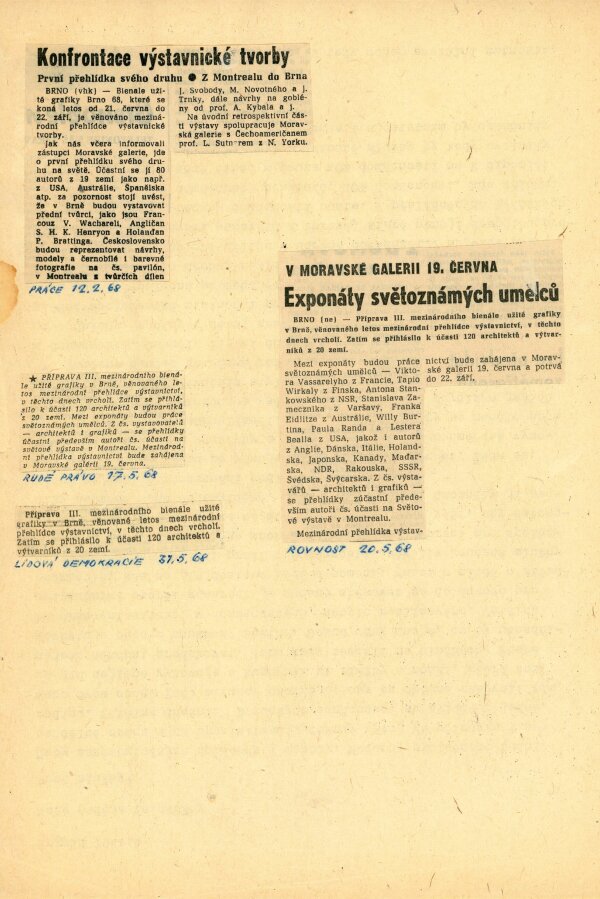 Konfrontace výstavnické tvorby
První přehlídka svého druhu ● Z Montrealu do Brna
BRNO (vhk) — Bienale uži-
té grafiky Brno 68, které se
koná letos od 21. června do
22. září, je věnováno meziná-
rodní přehlídce výstavnické
tvorby.
Jak nás včera informovali
zástupci Moravské galerie, jde
o první přehlídku svého dru-
hu na světě. Účastní se jí 80
autorů z 19 zemí jako např.
z USA, Austrálie, Španělska
atp. za pozornost stojí uvést,
že v Brně budou vystavovat
přední tvůrci, jako jsou Fran-
couz V. Wacharell, Angličan
S. H. K. Henryon a Holanďan
P. Brattinga. Československo
budou reprezentovat návrhy,
modely a černobílé i barevné
fotografie na čs. pavilón,
v Montrealu z tvůrčích dílen
J. Svobody, M. Novotného a J.
Trnky, dále návrhy na gobelé-
ny od prof. A. Kybala a J.
Na úvodní retrospektivní čás-
ti výstavy spolupracuje Morav-
ská galerie s Čechoameričanem
prof. L. Sutnarem z N. Yorku.
PRÁCE 12.2.68
★ PŘÍPRAVA III. mezinárodního biená-
le užité grafiky v Brně, věnovaného le-
tos mezinárodní přehlídce výstavnictví,
v těchto dnech vrcholí. Zatím se přihlá-
silo k účasti 120 architektů a výtvarníků
z 20 zemí. Mezi exponáty budou práce
světoznámých umělců. Z čs. vystavovatelů
— architektů i grafiků — se přehlídky
účastní především autoři čs. účasti na
světové výstavě v Montrealu. Mezinárod-
ní přehlídka výstavnictví bude zahájena
v Moravské galérii 19. června.
RUDÉ PRÁVO 17.5.68
Příprava III. mezinárodního bienále užité
grafiky v Brně, věnované letos mezinárodní
přehlídce výstavnictví, v těchto dnech vrcholí.
Zatím se přihlásilo k účasti 120 architektů a
výtvarníků z 20 zemí.
LIDOVÁ DEMOKRACIE 21.5.68
V MORAVSKÉ GALERII 19. ČERVNA
Exponáty světoznámých umělců
BRNO (ne) — Příprava III. mezinárodního bienále užité grafiky
v Brně, věnovaného letos mezinárodní přehlídce výstavnictví, v těchto
dnech vrcholí. Zatím se přihlásilo k účasti 120 architektů a výtvar-
níků z 20 zemí.
Mezi exponáty budou práce
světoznámých umělců — Vikto-
ra Vassarelyho z Francie, Tapio
Wirkaly z Finska, Antona Stan-
kowského z NSR, Stanislava Za-
mecznika z Varšavy, Franka
Eidlitze z Austrálie, Willy Bur-
tina, Paula Randa a Lestera
Bealla z USA, jakož i autorů
z Anglie, Dánska, Itálie, Holand-
ska, Japonska, Kanady, Maďar-
ska, NDR, Rakouska, SSSR,
Švédska, Švýcarska. Z čs. výsta-
vářů — architektů i grafiků —
se přehlídky zúčastní přede-
vším autoři čs. účasti na Světo-
vé výstavě v Montrealu.
Mezinárodní přehlídka výstav-
nictví bude zahájena v Morav-
ské galerii 19. června a potrvá
do 22. září.
ROVNOST 20.5.68